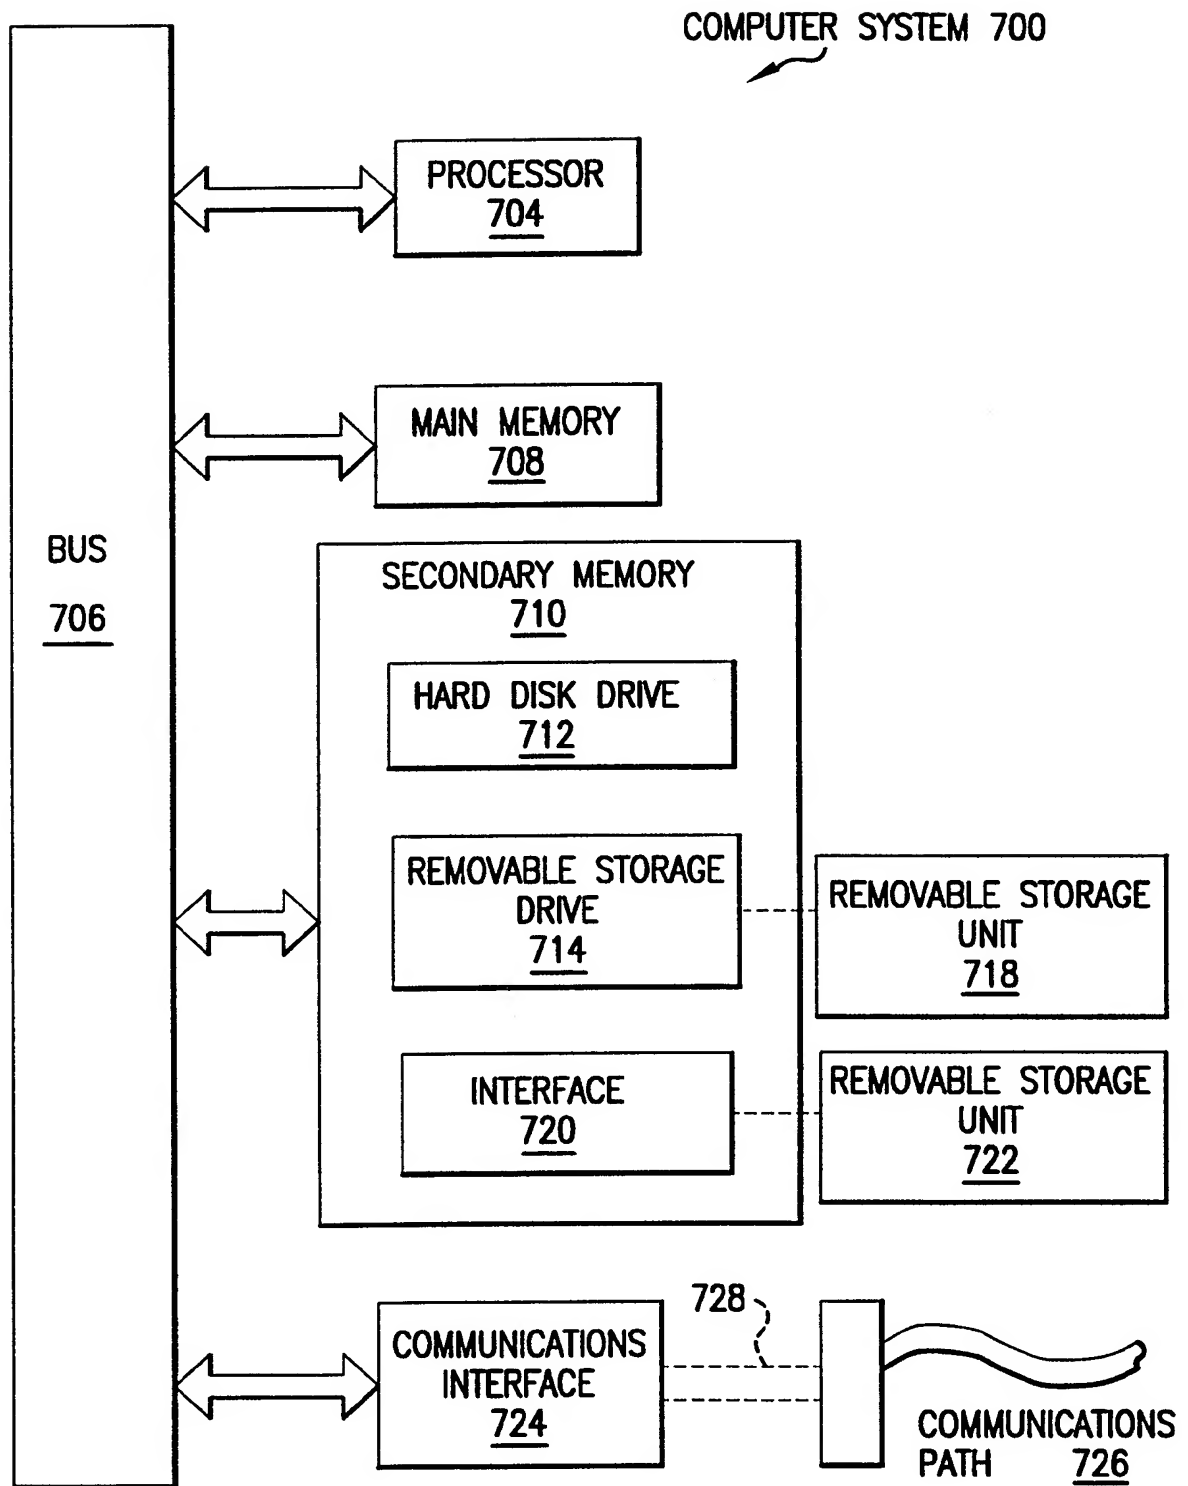 COMPUTER SYSTEM 700
PROCESSOR
704
MAIN MEMORY
708
BUS
706
SECONDARY MEMORY
710
HARD DISK DRIVE
712
REMOVABLE STORAGE
DRIVE
714
REMOVABLE STORAGE
UNIT
718
INTERFACE
720
REMOVABLE STORAGE
UNIT
722
728
COMMUNICATIONS
INTERFACE
724
COMMUNICATIONS
PATH 726